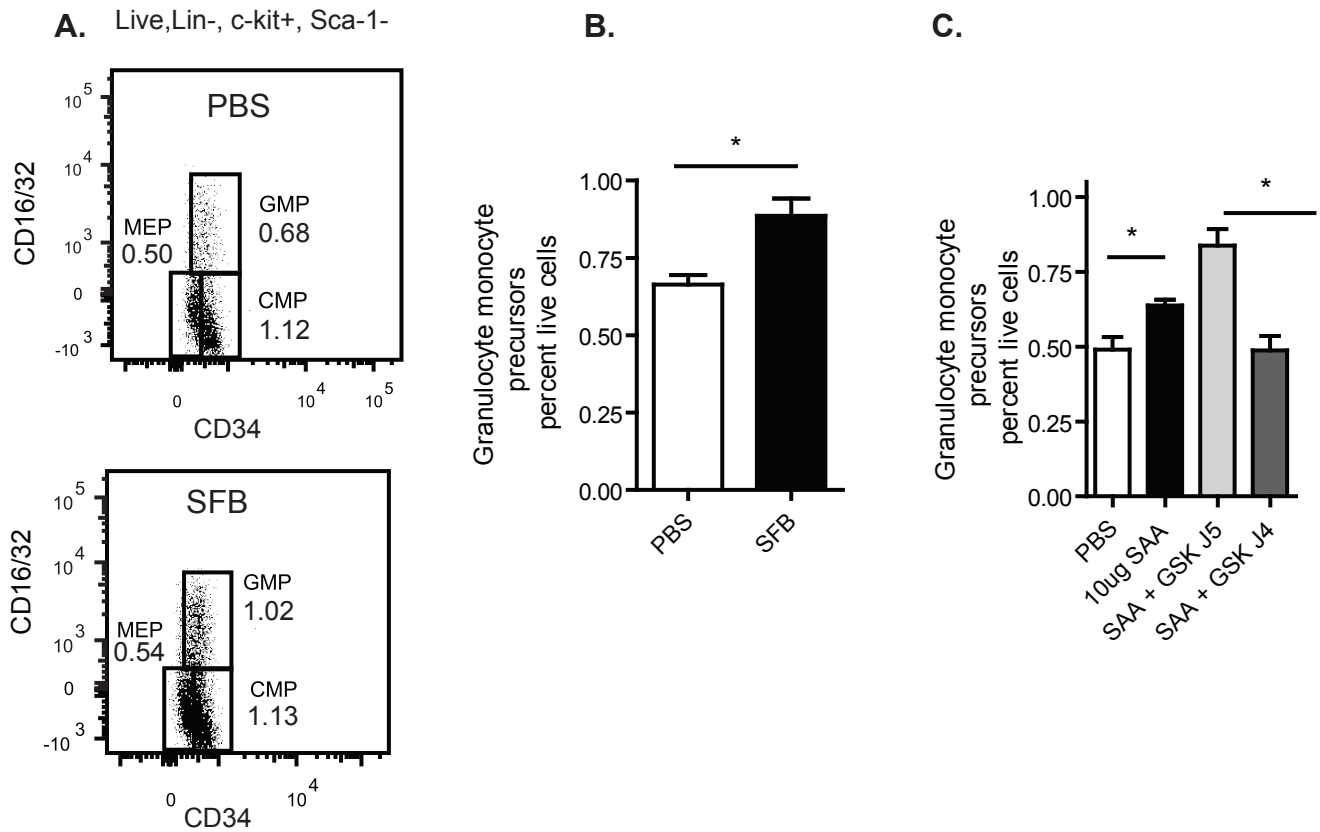 A.
Live,Lin-, c-kit+, Sca-1-
PBS
CD16/32
10^5
10^4
10^3
0
-10^3
MEP
0.50
GMP
0.68
CMP
1.12
0
10^4
10^5
CD34
SFB
CD16/32
10^5
10^4
10^3
0
-10^3
MEP
0.54
GMP
1.02
CMP
1.13
0
10^4
CD34
B.
*
Granulocyte monocyte
precursors
percent live cells
1.00
0.75
0.50
0.25
0.00
PBS
SFB
C.
*
*
Granulocyte monocyte
precursors
percent live cells
1.00
0.75
0.50
0.25
0.00
PBS
10ug SAA
SAA + GSK J5
SAA + GSK J4